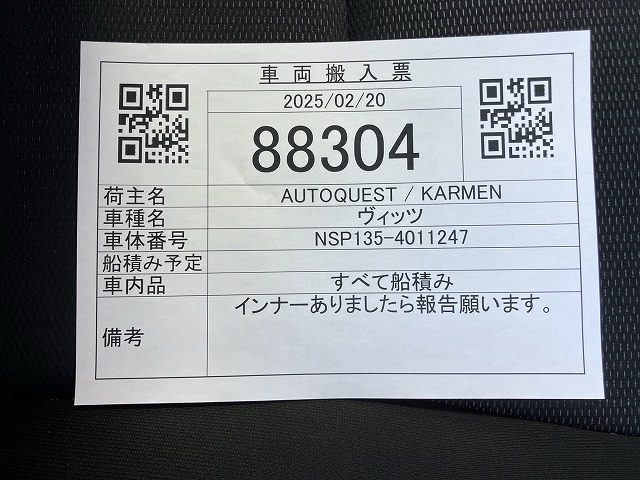 車両搬入票
2025/02/20
88304
荷主名 AUTOQUEST / KARMEN
車種名 ヴィッツ
車体番号 NSP135-4011247
船積み予定
車内品 すべて船積み
備考 インナーありましたら報告願います。